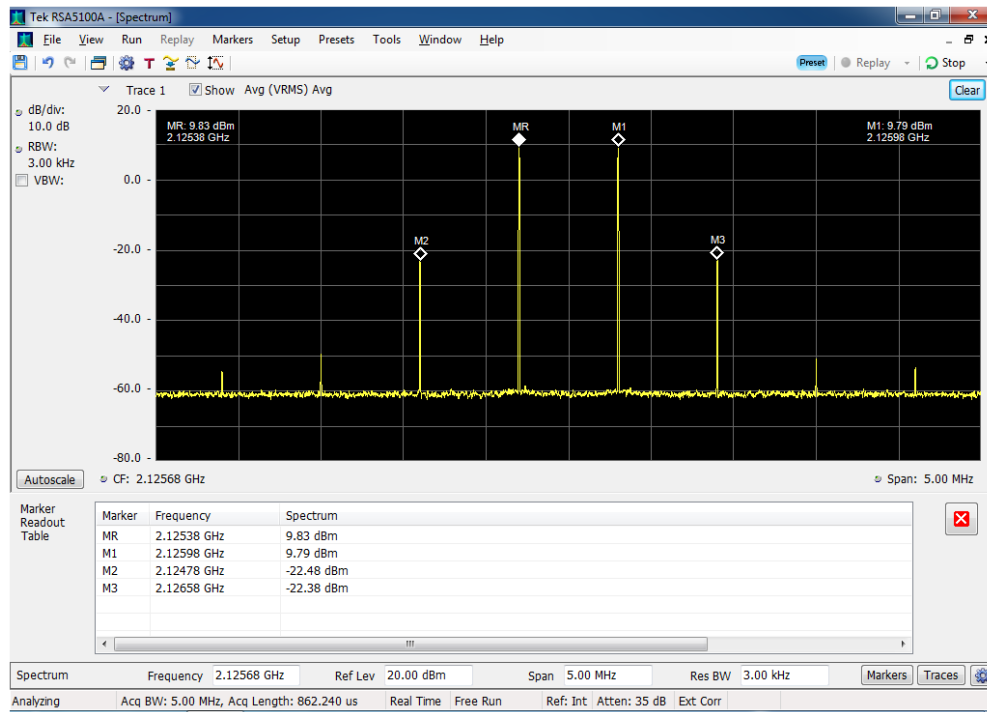 Tek RSA5100A - [Spectrum]
File View Run Replay Markers Setup Presets Tools Window Help
T Preset Replay Stop
Trace 1 Show Avg (VRMS) Avg Clear
dB/div:
10.0 dB
RBW:
3.00 kHz
VBW:
20.0
0.0
-20.0
-40.0
-60.0
-80.0
MR: 9.83 dBm
2.12538 GHz
MR
M1
M1: 9.79 dBm
2.12598 GHz
M2
M3
Autoscale CF: 2.12568 GHz Span: 5.00 MHz
Marker
Readout
Table
Marker Frequency Spectrum
MR 2.12538 GHz 9.83 dBm
M1 2.12598 GHz 9.79 dBm
M2 2.12478 GHz -22.48 dBm
M3 2.12658 GHz -22.38 dBm
Spectrum Frequency 2.12568 GHz Ref Lev 20.00 dBm Span 5.00 MHz Res BW 3.00 kHz Markers Traces
Analyzing Acq BW: 5.00 MHz, Acq Length: 862.240 us Real Time Free Run Ref: Int Atten: 35 dB Ext Corr